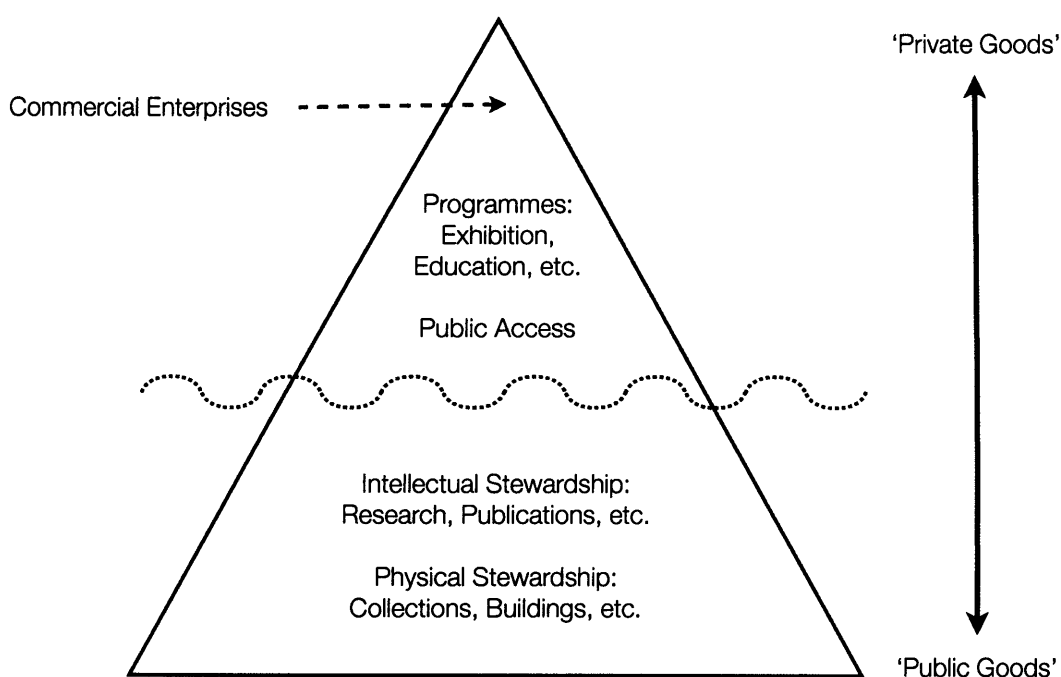 ‘Private Goods’
Commercial Enterprises
Programmes:
Exhibition,
Education, etc.
Public Access
Intellectual Stewardship:
Research, Publications, etc.
Physical Stewardship:
Collections, Buildings, etc.
‘Public Goods’